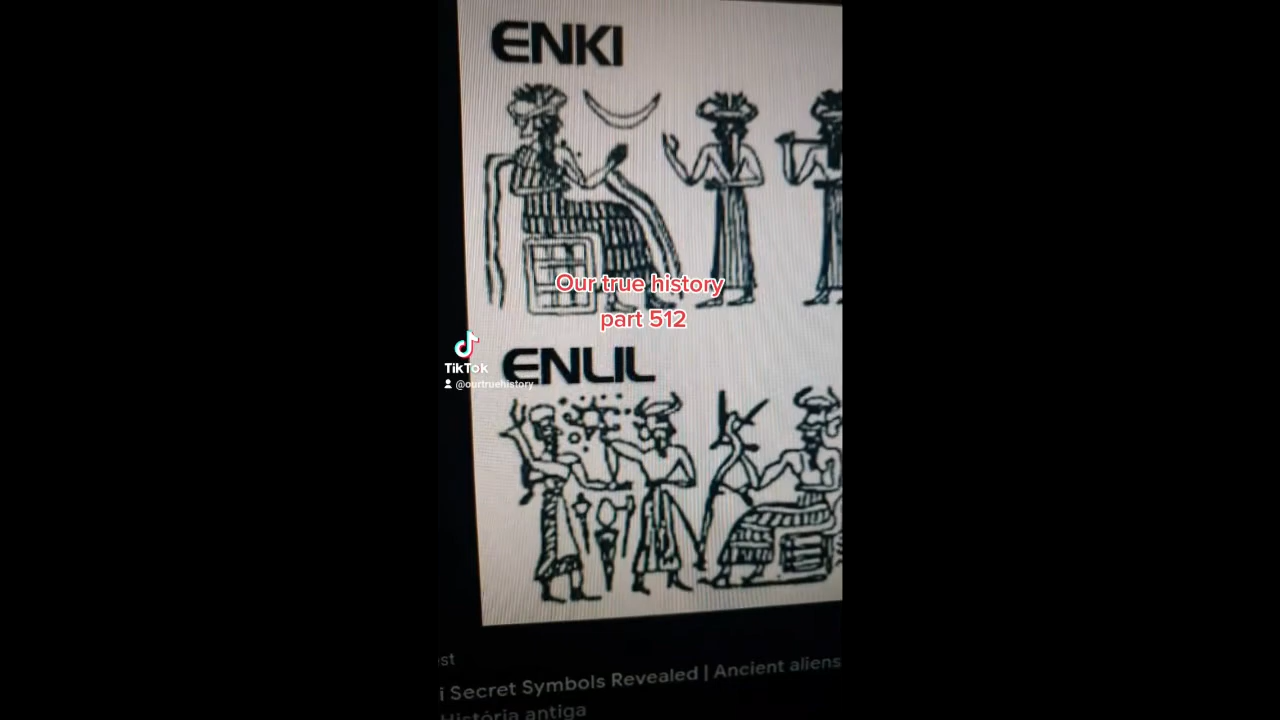 ENKI
Our true history
part 512
ENLIL
TikTok
@ourtruehistory
Secret Symbols Revealed | Ancient aliens
História antiga